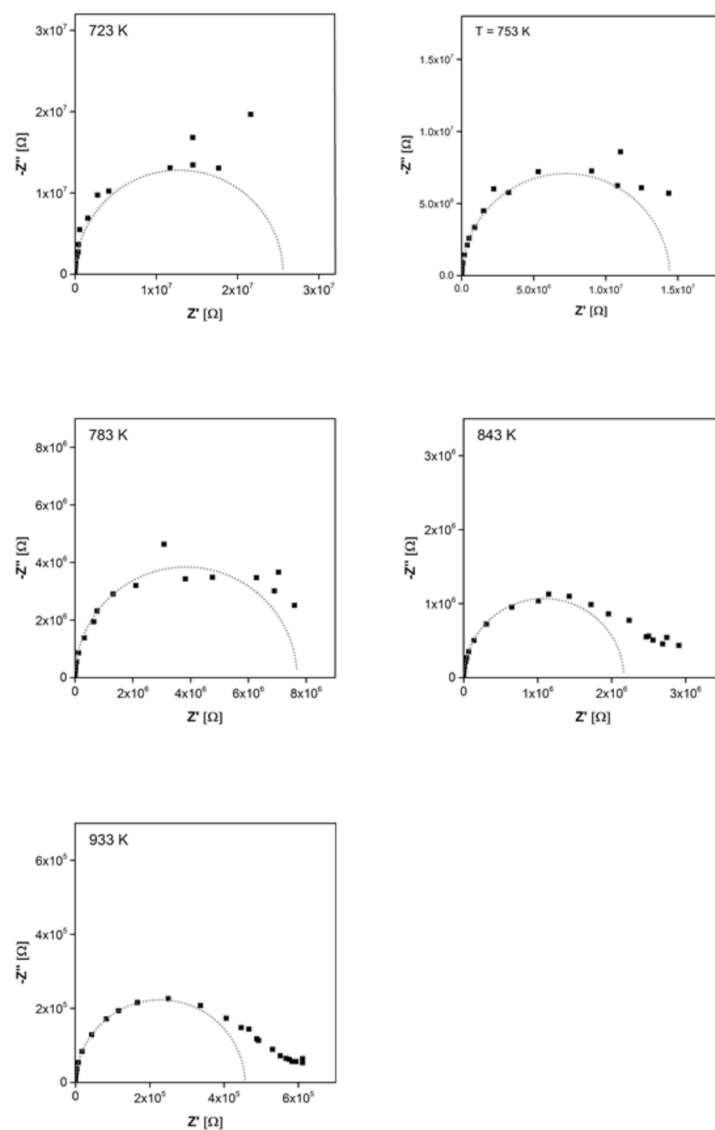 723 K
3x10⁷
2x10⁷
1x10⁷
0
-Z'' [Ω]
0 1x10⁷ 2x10⁷ 3x10⁷
Z' [Ω]
T = 753 K
1.5x10⁷
1.0x10⁷
5.0x10⁶
0.0
-Z'' [Ω]
0.0 5.0x10⁶ 1.0x10⁷ 1.5x10⁷
Z' [Ω]
783 K
8x10⁶
6x10⁶
4x10⁶
2x10⁶
0
-Z'' [Ω]
0 2x10⁶ 4x10⁶ 6x10⁶ 8x10⁶
Z' [Ω]
843 K
3x10⁶
2x10⁶
1x10⁶
0
-Z'' [Ω]
0 1x10⁶ 2x10⁶ 3x10⁶
Z' [Ω]
933 K
6x10⁵
4x10⁵
2x10⁵
0
-Z'' [Ω]
0 2x10⁵ 4x10⁵ 6x10⁵
Z' [Ω]